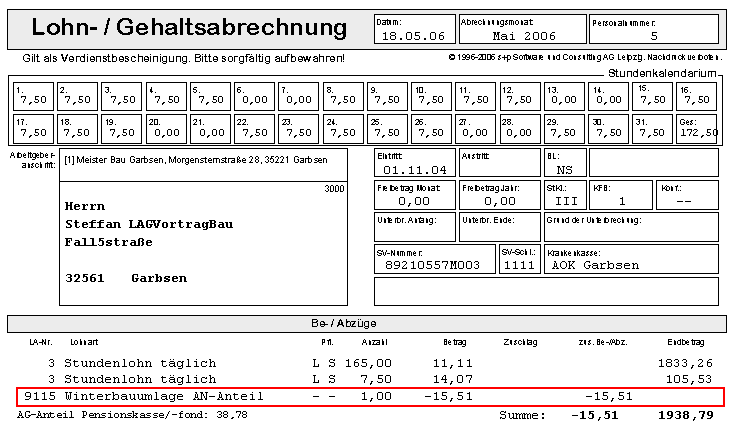 Lohn- / Gehaltsabrechnung
Datum: 18.05.06
Abrechnungsmonat: Mai 2006
Personalnummer: 5
Gilt als Verdienstbescheinigung. Bitte sorgfältig aufbewahren!
© 1996-2006 s+p Software und Consulting AG Leipzig. Nachdruck verboten.
Stundenkalendarium
1. 2. 3. 4. 5. 6. 7. 8. 9. 10. 11. 12. 13. 14. 15. 16.
7,50 7,50 7,50 7,50 7,50 0,00 0,00 7,50 7,50 7,50 7,50 7,50 0,00 0,00 7,50 7,50
17. 18. 19. 20. 21. 22. 23. 24. 25. 26. 27. 28. 29. 30. 31. Ges:
7,50 7,50 7,50 0,00 0,00 7,50 7,50 7,50 7,50 7,50 0,00 0,00 7,50 7,50 7,50 172,50
Arbeitgeber-
anschrift:
[1] Meister Bau Garbsen, Morgensternstraße 28, 35221 Garbsen
3000
Herrn
Steffan LAGVortragBau
Fall5straße
32561 Garbsen
Eintritt: 01.11.04
Austritt:
BL: NS
Freibetrag Monat: 0,00
Freibetrag Jahr: 0,00
StKl.: III
KFB: 1
Konf.: --
Unterbr. Anfang:
Unterbr. Ende:
Grund der Unterbrechung:
SV-Nummer: 89210557M003
SV-Schl.: 1111
Krankenkasse: AOK Garbsen
Be- / Abzüge
LA-Nr. Lohnart Pfl. Anzahl Betrag Zuschlag zus. Be-/Abz. Endbetrag
3 Stundenlohn täglich L S 165,00 11,11 1833,26
3 Stundenlohn täglich L S 7,50 14,07 105,53
9115 Winterbauumlage AN-Anteil - - 1,00 -15,51 -15,51
AG-Anteil Pensionskasse/-fond: 38,78 Summe: -15,51 1938,79